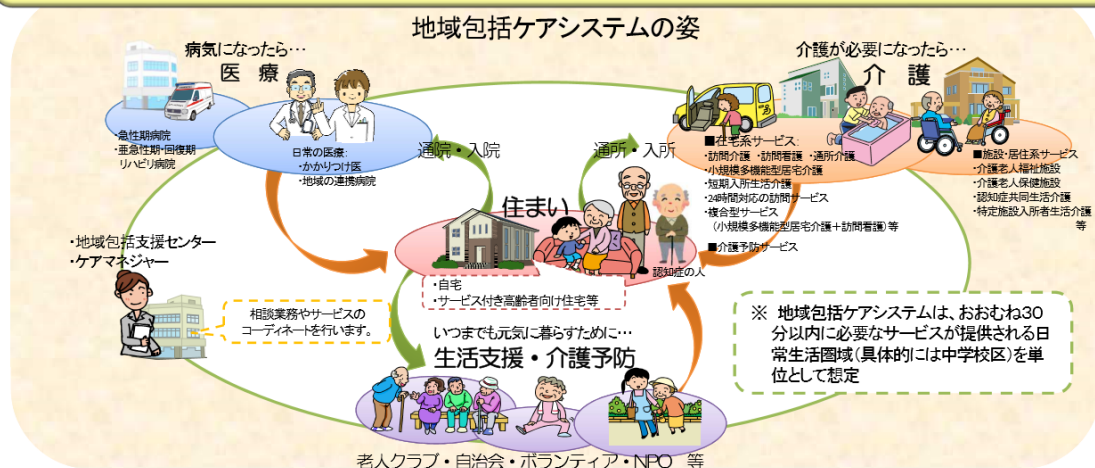 地域包括ケアシステムの姿
病気になったら…
医 療
介護が必要になったら…
介 護
・急性期病院
・亜急性期・回復期
リハビリ病院
日常の医療:
・かかりつけ医
・地域の連携病院
通院・入院
通所・入所
■在宅系サービス:
・訪問介護 ・訪問看護 ・通所介護
・小規模多機能型居宅介護
・短期入所生活介護
・24時間対応の訪問サービス
・複合型サービス
(小規模多機能型居宅介護+訪問看護)等
■介護予防サービス
■施設・居住系サービス
・介護老人福祉施設
・介護老人保健施設
・認知症共同生活介護
・特定施設入所者生活介護
等
住まい
認知症の人
・自宅
・サービス付き高齢者向け住宅等
・地域包括支援センター
・ケアマネジャー
相談業務やサービスの
コーディネートを行います。
いつまでも元気に暮らすために…
生活支援・介護予防
※ 地域包括ケアシステムは、おおむね30
分以内に必要なサービスが提供される日
常生活圏域(具体的には中学校区)を単
位として想定
老人クラブ・自治会・ボランティア・NPO 等